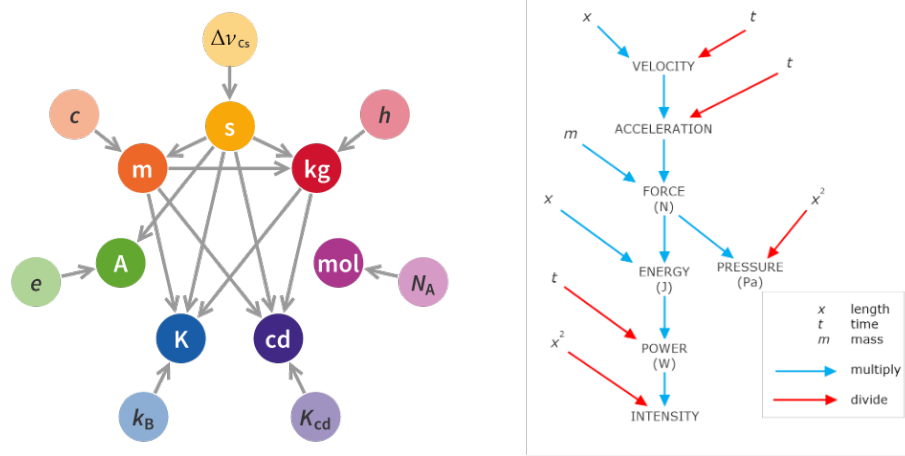 Δν_Cs
c
s
h
m
kg
e
A
mol
N_A
K
cd
k_B
K_cd
x
t
VELOCITY
t
ACCELERATION
m
FORCE
(N)
x
x²
ENERGY
(J)
PRESSURE
(Pa)
t
POWER
(W)
x²
INTENSITY
x length
t time
m mass
multiply
divide